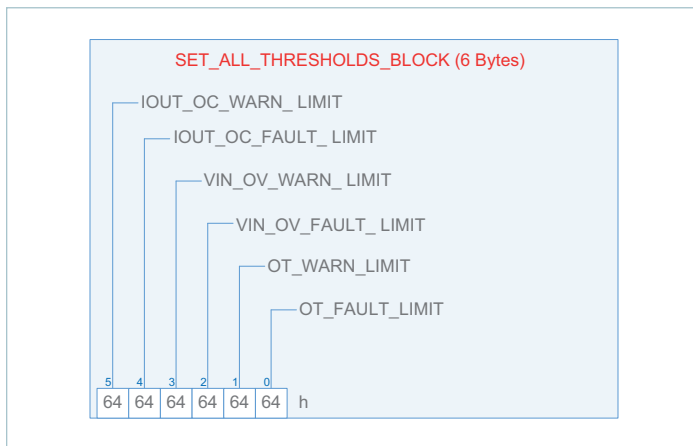 SET_ALL_THRESHOLDS_BLOCK (6 Bytes)
IOUT_OC_WARN_ LIMIT
IOUT_OC_FAULT_ LIMIT
VIN_OV_WARN_ LIMIT
VIN_OV_FAULT_ LIMIT
OT_WARN_LIMIT
OT_FAULT_LIMIT
5 4 3 2 1 0
64 64 64 64 64 64 h